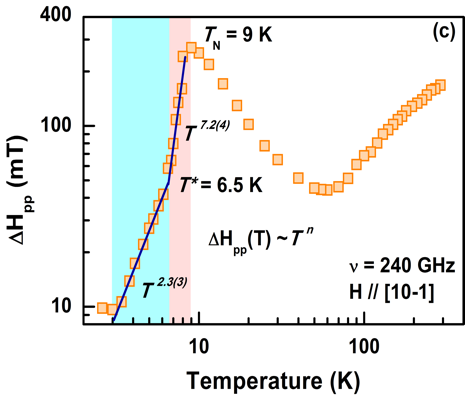 400
(c)
T_N = 9 K
100
T^7.2(4)
T* = 6.5 K
ΔH_pp (mT)
ΔH_pp(T) ~ T^n
T^2.3(3)
ν = 240 GHz
H // [10-1]
10
10
100
Temperature (K)